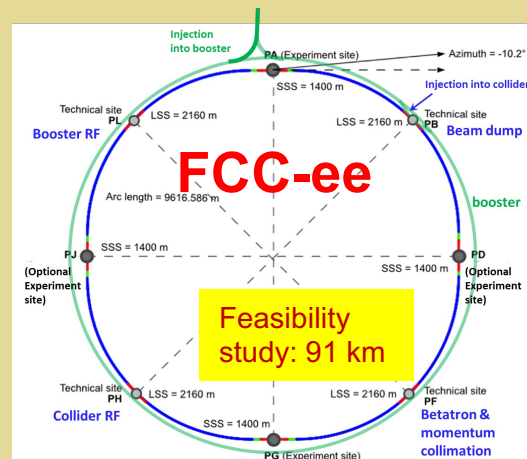 Injection
into booster
PA (Experiment site)
Azimuth = -10.2°
SSS = 1400 m
Injection into collider
Technical site
PL
LSS = 2160 m
Booster RF
LSS = 2160 m
Technical site
PB
Beam dump
FCC-ee
Arc length = 9616.586 m
booster
SSS = 1400 m
PJ
(Optional
Experiment
site)
SSS = 1400 m
PD
(Optional
Experiment
site)
Feasibility
study: 91 km
Technical site
PH
LSS = 2160 m
Collider RF
LSS = 2160 m
Technical site
PF
Betatron &
momentum
collimation
SSS = 1400 m
PG (Experiment site)